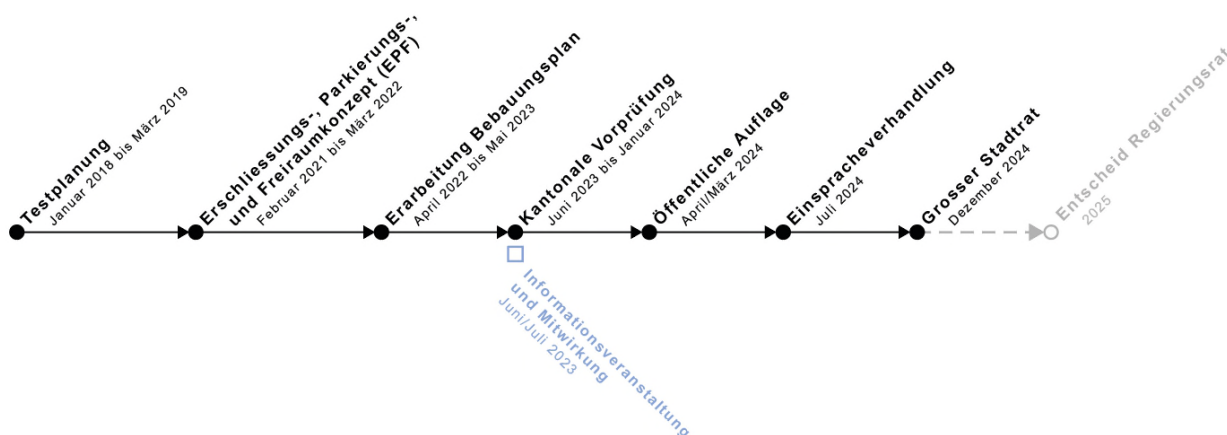 Testplanung
Januar 2018 bis März 2019
Erschliessungs-, Parkierungs-,
und Freiraumkonzept (EPF)
Februar 2021 bis März 2022
Erarbeitung Bebauungsplan
April 2022 bis Mai 2023
Kantonale Vorprüfung
Juni 2023 bis Januar 2024
Öffentliche Auflage
April/März 2024
Einspracheverhandlung
Juli 2024
Grosser Stadtrat
Dezember 2024
Entscheid Regierungsrat
2025
Informationsveranstaltung
und Mitwirkung
Juni/Juli 2023